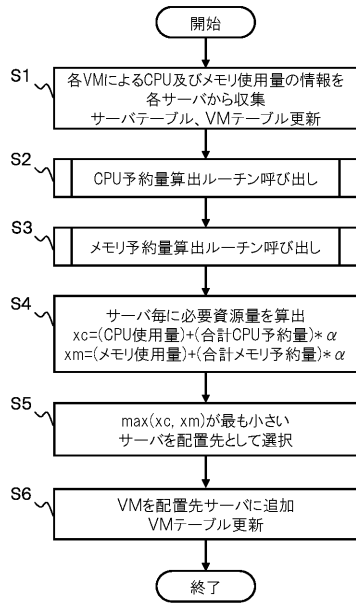 開始
S1
各VMによるCPU及びメモリ使用量の情報を
各サーバから収集
サーバテーブル、VMテーブル更新
S2
CPU予約量算出ルーチン呼び出し
S3
メモリ予約量算出ルーチン呼び出し
S4
サーバ毎に必要資源量を算出
xc=(CPU使用量)+(合計CPU予約量)*α
xm=(メモリ使用量)+(合計メモリ予約量)*α
S5
max(xc, xm)が最も小さい
サーバを配置先として選択
S6
VMを配置先サーバに追加
VMテーブル更新
終了